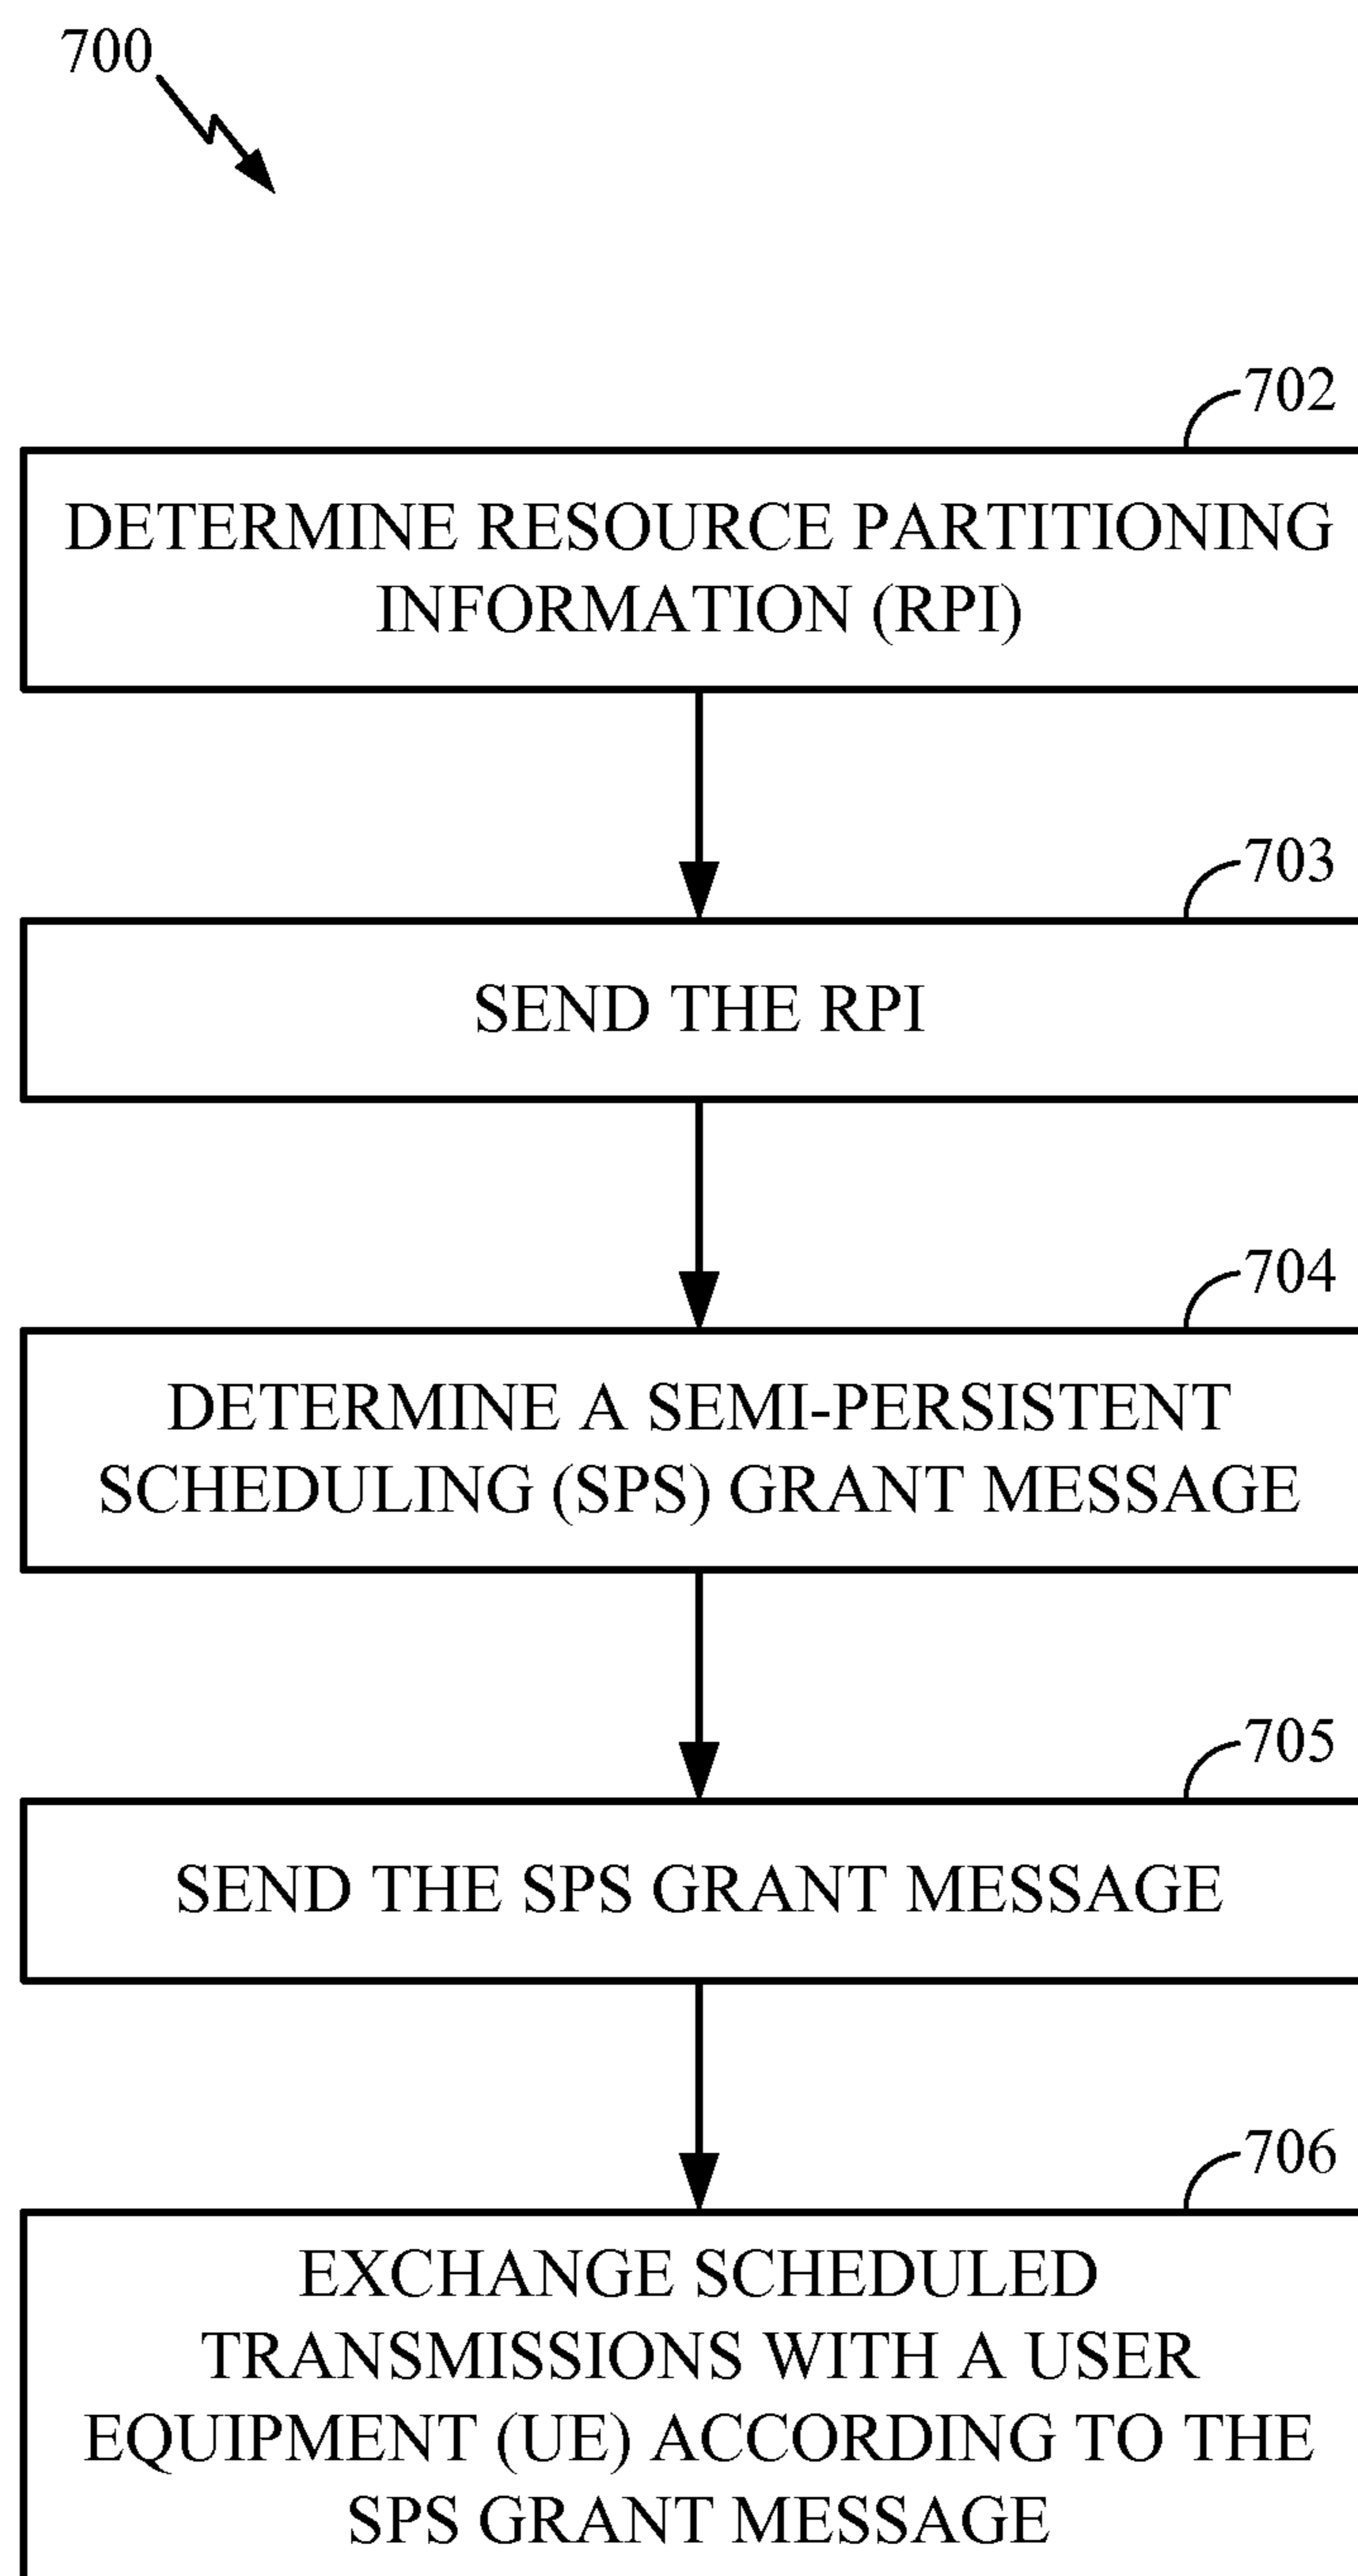 700
702
DETERMINE RESOURCE PARTITIONING
INFORMATION (RPI)
703
SEND THE RPI
704
DETERMINE A SEMI-PERSISTENT
SCHEDULING (SPS) GRANT MESSAGE
705
SEND THE SPS GRANT MESSAGE
706
EXCHANGE SCHEDULED
TRANSMISSIONS WITH A USER
EQUIPMENT (UE) ACCORDING TO THE
SPS GRANT MESSAGE